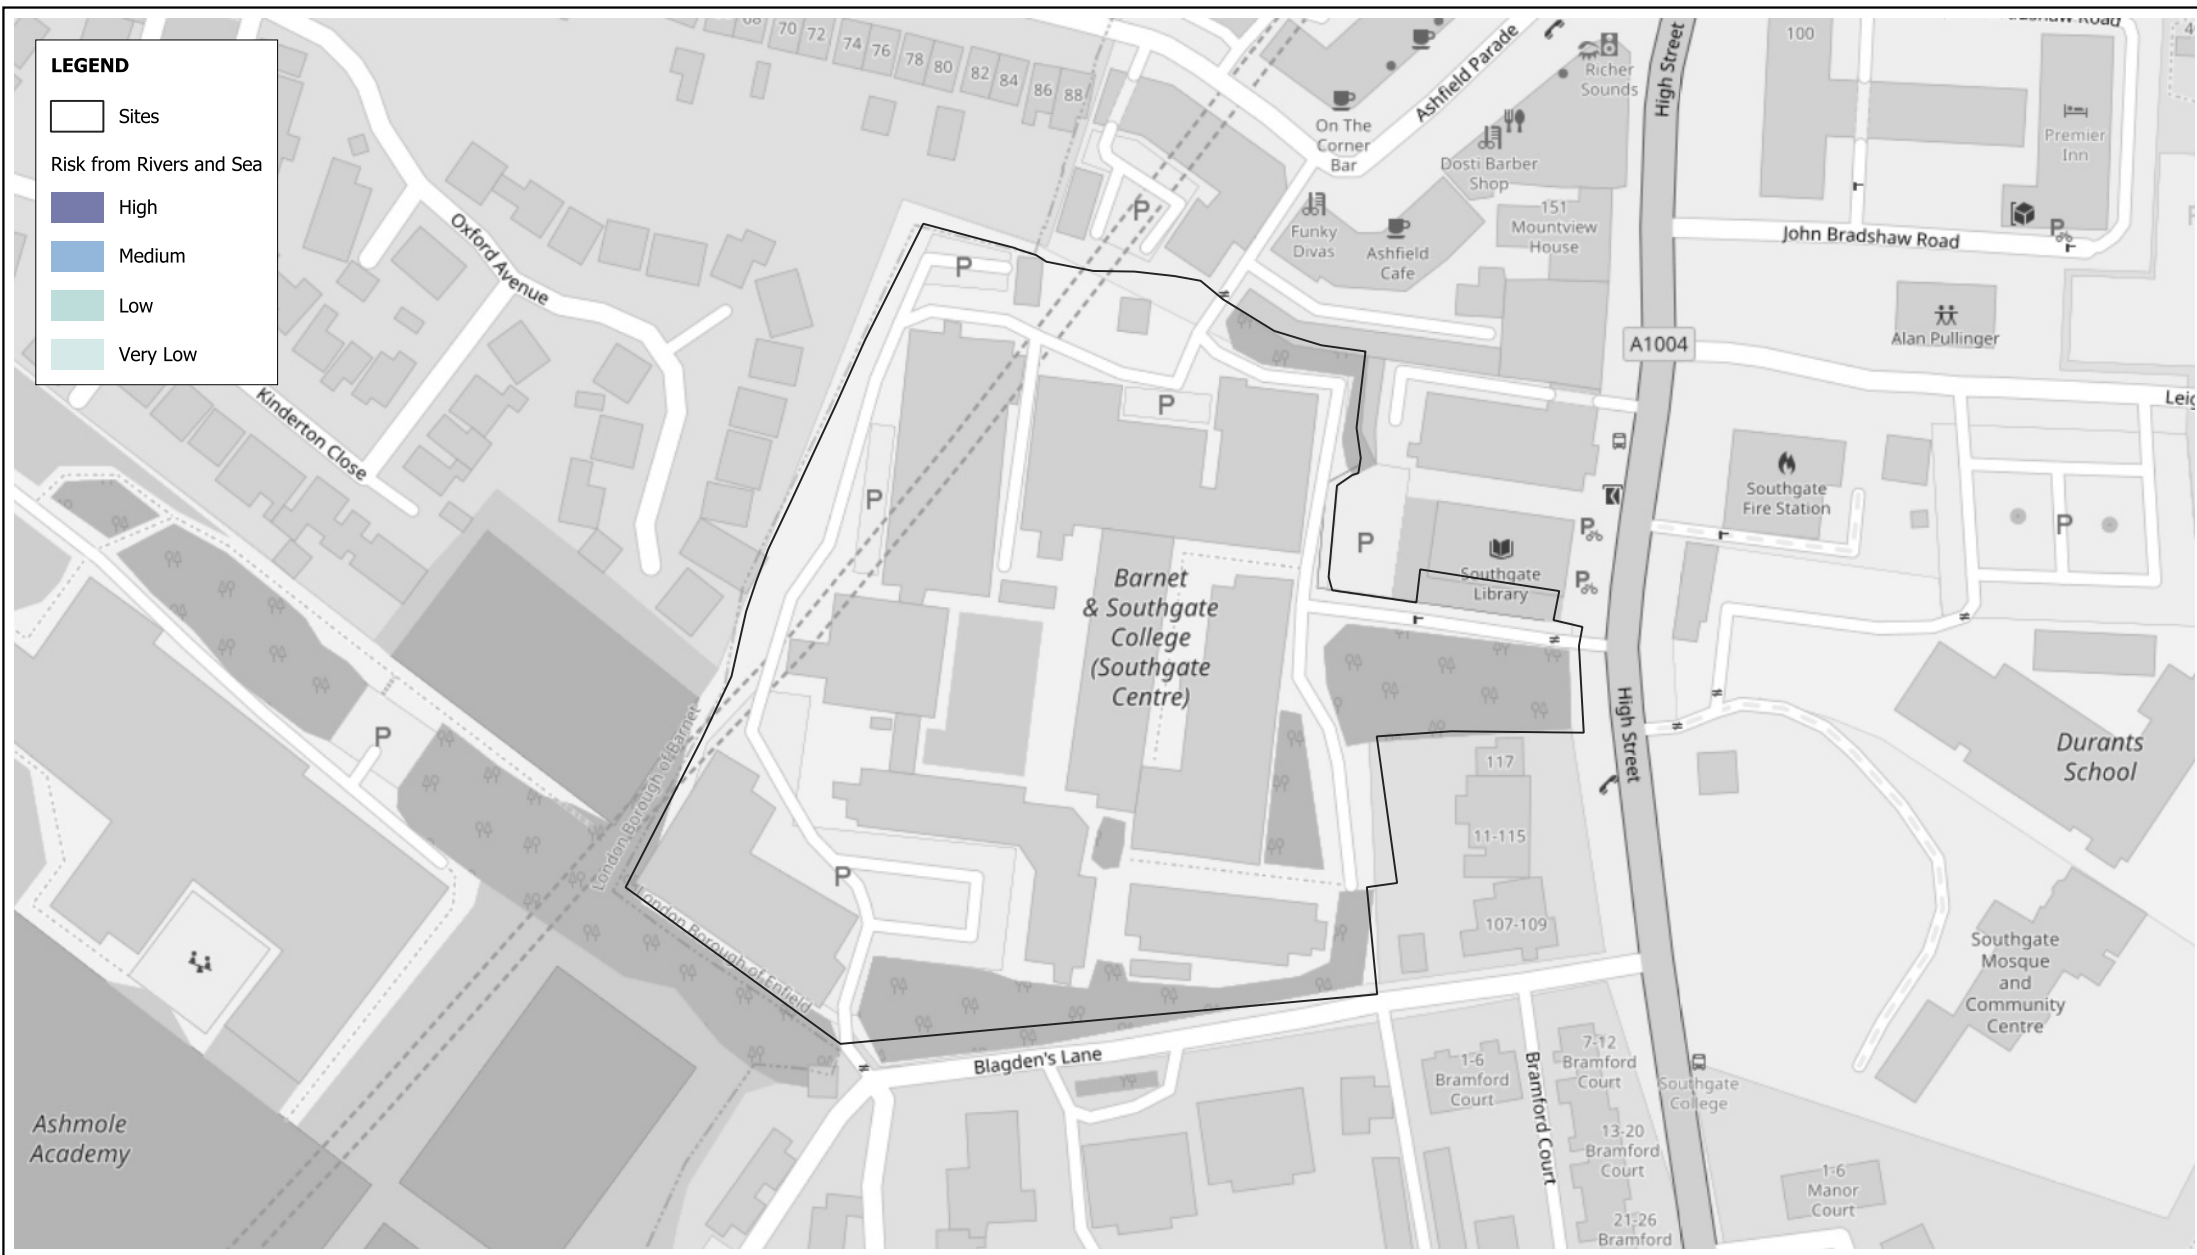 LEGEND
Sites
Risk from Rivers and Sea
High
Medium
Low
Very Low
68
70
72
74
76
78
80
82
84
86
88
P
On The
Corner
Bar
Ashfield Parade
Richer
Sounds
Dosti Barber
Shop
Funky
Divas
Ashfield
Cafe
151
Mountview
House
High Street
100
Premier
Inn
P
John Bradshaw Road
Alan Pullinger
A1004
Oxford Avenue
Kinderton Close
P
P
P
P
Southgate
Library
P
P
Southgate
Fire Station
P
Barnet
& Southgate
College
(Southgate
Centre)
London Borough of Barnet
London Borough of Enfield
P
P
High Street
117
11-115
107-109
Durants
School
Southgate
Mosque
and
Community
Centre
Blagden's Lane
1-6
Bramford
Court
Bramford Court
7-12
Bramford
Court
13-20
Bramford
Court
21-26
Bramford
Southgate
College
1-6
Manor
Court
Ashmole
Academy